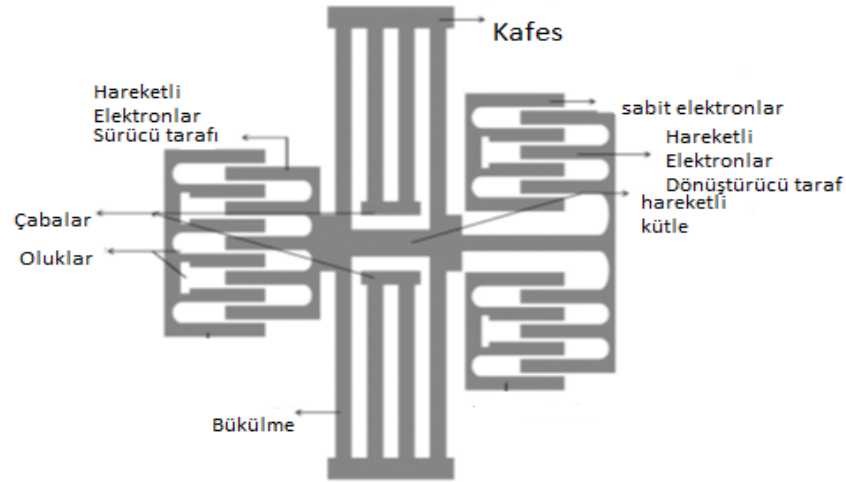 Kafes
Hareketli
Elektronlar
Sürücü tarafı
sabit elektronlar
Hareketli
Elektronlar
Dönüştürücü taraf
hareketli
kütle
Çabalar
Oluklar
Bükülme